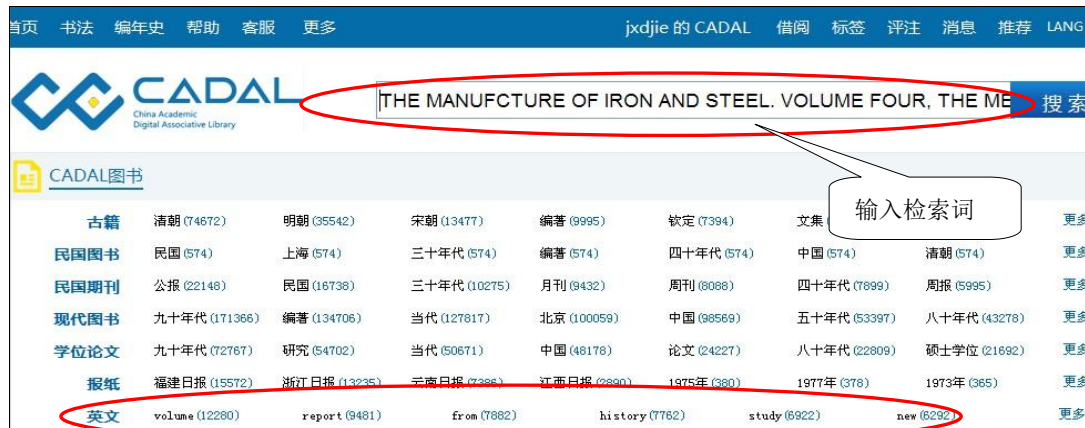 首页 书法 编年史 帮助 客服 更多 jxdjie 的 CADAL 借阅 标签 评注 消息 推荐 LANG
CADAL
China Academic
Digital Associative Library
THE MANUFCTURE OF IRON AND STEEL. VOLUME FOUR, THE ME
搜索
CADAL图书
输入检索词
古籍 清朝(74672) 明朝(35542) 宋朝(13477) 编著(9995) 钦定(7394) 文集 更多
民国图书 民国(574) 上海(574) 三十年代(574) 编著(574) 四十年代(574) 中国(574) 清朝(574) 更多
民国期刊 公报(22148) 民国(16738) 三十年代(10275) 月刊(9432) 周刊(8088) 四十年代(7899) 周报(5995) 更多
现代图书 九十年代(171366) 编著(134706) 当代(127817) 北京(100059) 中国(98569) 五十年代(53397) 八十年代(43278) 更多
学位论文 九十年代(72767) 研究(54702) 当代(50671) 中国(48178) 论文(24227) 八十年代(22809) 硕士学位(21692) 更多
报纸 福建日报(15572) 浙江日报(13235) 云南日报(7386) 江西日报(2890) 1975年(380) 1977年(378) 1973年(365) 更多
英文 volume(12280) report(9481) from(7882) history(7762) study(6922) new(6292) 更多